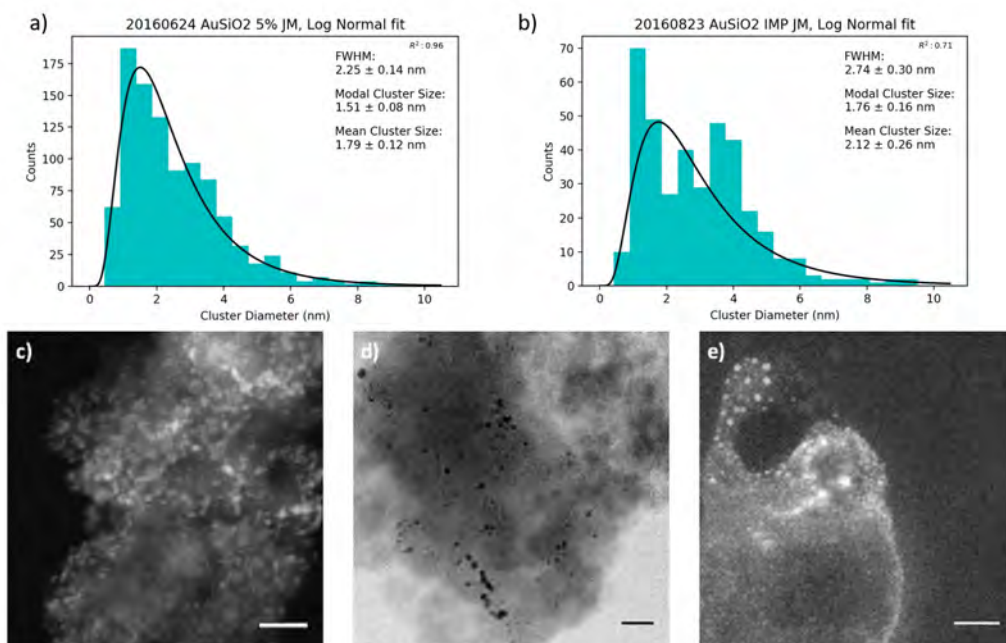 a)
20160624 AuSiO2 5% JM, Log Normal fit
R²: 0.96
FWHM:
2.25 ± 0.14 nm
Modal Cluster Size:
1.51 ± 0.08 nm
Mean Cluster Size:
1.79 ± 0.12 nm
Counts
175
150
125
100
75
50
25
0
0 2 4 6 8 10
Cluster Diameter (nm)
b)
20160823 AuSiO2 IMP JM, Log Normal fit
R²: 0.71
FWHM:
2.74 ± 0.30 nm
Modal Cluster Size:
1.76 ± 0.16 nm
Mean Cluster Size:
2.12 ± 0.26 nm
Counts
70
60
50
40
30
20
10
0
0 2 4 6 8 10
Cluster Diameter (nm)
c)
d)
e)